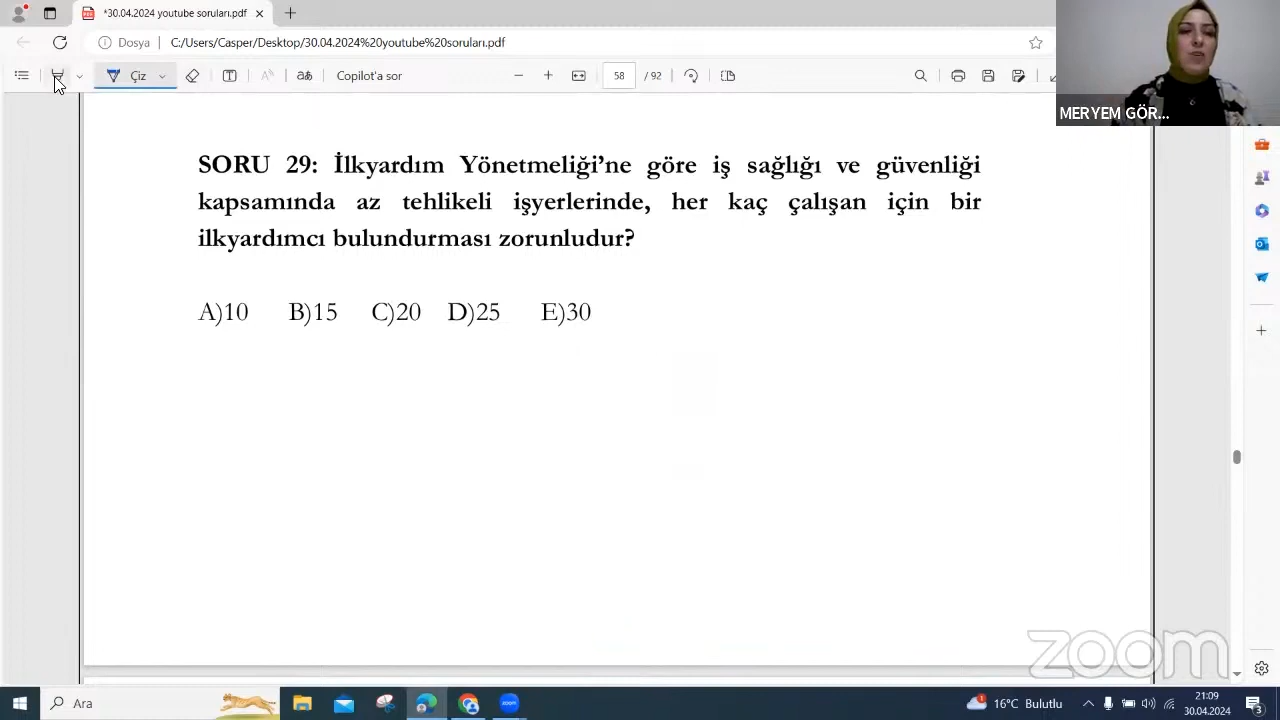 *30.04.2024 youtube soruları.pdf
Dosya C:/Users/Casper/Desktop/30.04.2024%20youtube%20soruları.pdf
Çiz Copilot'a sor 58 / 92
MERYEM GÖR...
SORU 29: İlkyardım Yönetmeliği'ne göre iş sağlığı ve güvenliği
kapsamında az tehlikeli işyerlerinde, her kaç çalışan için bir
ilkyardımcı bulundurması zorunludur?
A)10 B)15 C)20 D)25 E)30
zoom
Ara zoom 1 16°C Bulutlu 21:09
30.04.2024 3